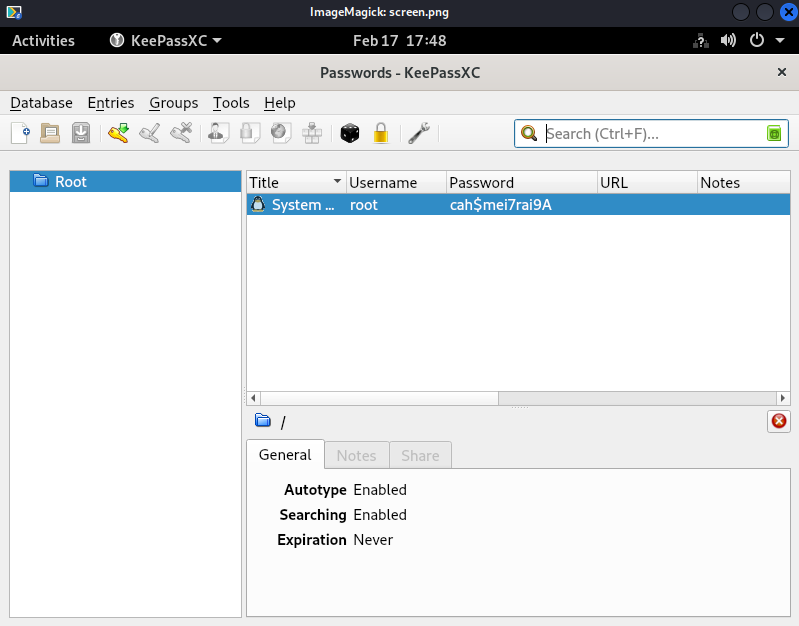 ImageMagick: screen.png
Activities KeePassXC Feb 17 17:48
Passwords - KeePassXC
Database Entries Groups Tools Help
Search (Ctrl+F)...
Root
Title Username Password URL Notes
System ... root cah$mei7rai9A
/
General Notes Share
Autotype Enabled
Searching Enabled
Expiration Never